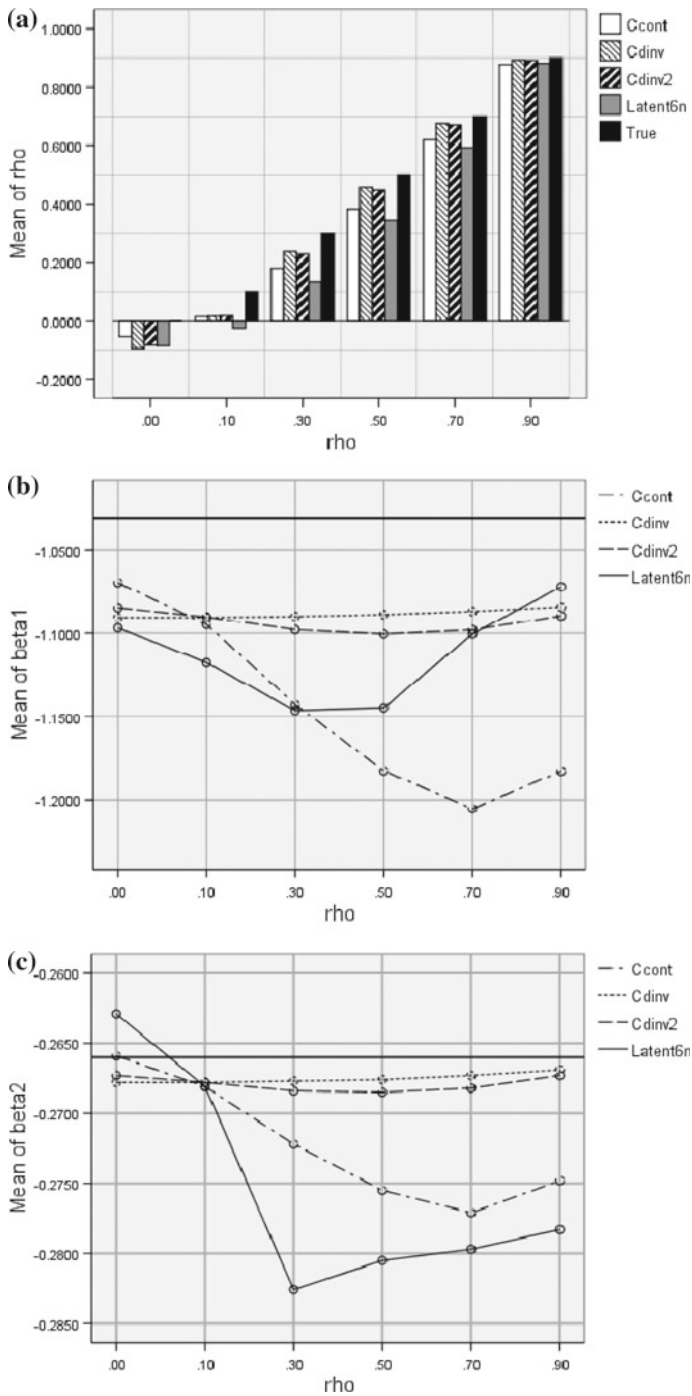 (a)
1.0000
0.8000
0.6000
0.4000
0.2000
0.0000
-0.2000
Mean of rho
.00 .10 .30 .50 .70 .90
rho
Ccont
Cdinv
Cdinv2
Latent6n
True
(b)
-1.0500
-1.1000
-1.1500
-1.2000
Mean of beta1
.00 .10 .30 .50 .70 .90
rho
Ccont
Cdinv
Cdinv2
Latent6n
(c)
-0.2600
-0.2650
-0.2700
-0.2750
-0.2800
-0.2850
Mean of beta2
.00 .10 .30 .50 .70 .90
rho
Ccont
Cdinv
Cdinv2
Latent6n